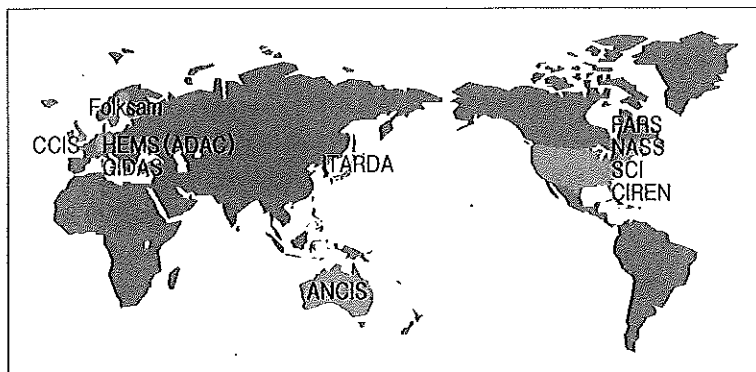 Folksam
CCIS HEMS(ADAC)
GIDAS
ITARDA
ANCIS
FARS
NASS
SCI
CIREN